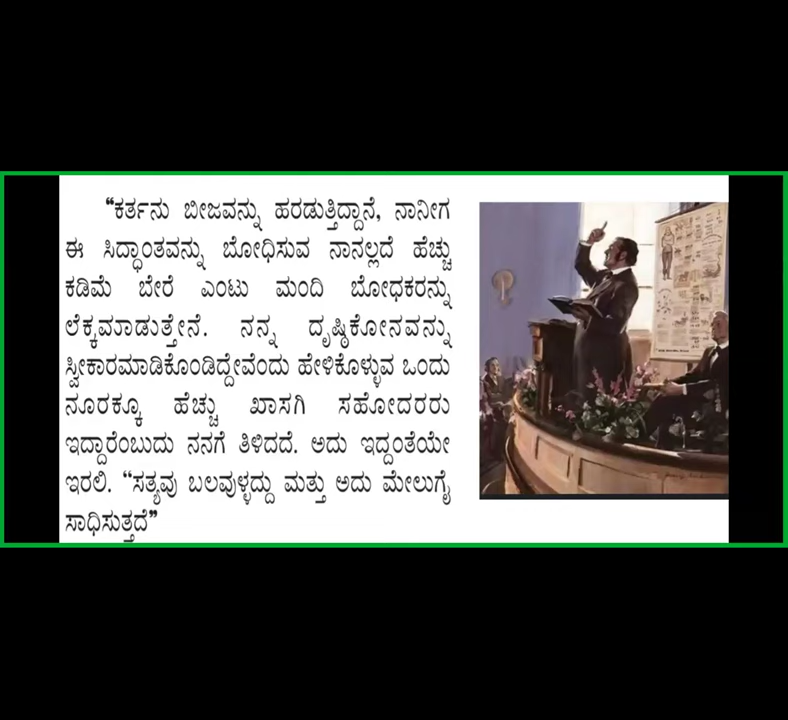 “ಕರ್ತನು ಬೀಜವನ್ನು ಹರಡುತ್ತಿದ್ದಾನೆ, ನಾನೀಗ
ಈ ಸಿದ್ಧಾಂತವನ್ನು ಬೋಧಿಸುವ ನಾನಲ್ಲದೆ ಹೆಚ್ಚು
ಕಡಿಮೆ ಬೇರೆ ಎಂಟು ಮಂದಿ ಬೋಧಕರನ್ನು
ಲೆಕ್ಕಮಾಡುತ್ತೇನೆ. ನನ್ನ ದೃಷ್ಠಿಕೋನವನ್ನು
ಸ್ವೀಕಾರಮಾಡಿಕೊಂಡಿದ್ದೇವೆಂದು ಹೇಳಿಕೊಳ್ಳುವ ಒಂದು
ನೂರಕ್ಕೂ ಹೆಚ್ಚು ಖಾಸಗಿ ಸಹೋದರರು
ಇದ್ದಾರೆಂಬುದು ನನಗೆ ತಿಳಿದದೆ. ಅದು ಇದ್ದಂತೆಯೇ
ಇರಲಿ. “ಸತ್ಯವು ಬಲವುಳ್ಳದ್ದು ಮತ್ತು ಅದು ಮೇಲುಗೈ
ಸಾಧಿಸುತ್ತದೆ”